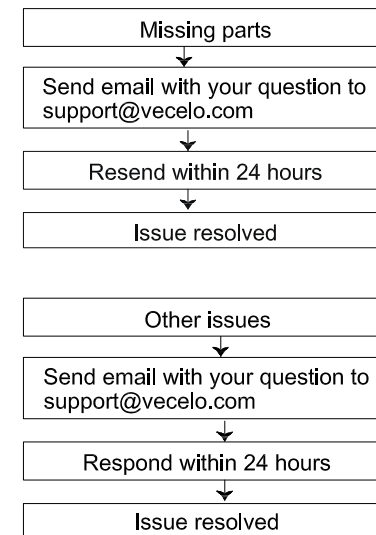 Missing parts
Send email with your question to
support@vecelo.com
Resend within 24 hours
Issue resolved
Other issues
Send email with your question to
support@vecelo.com
Respond within 24 hours
Issue resolved